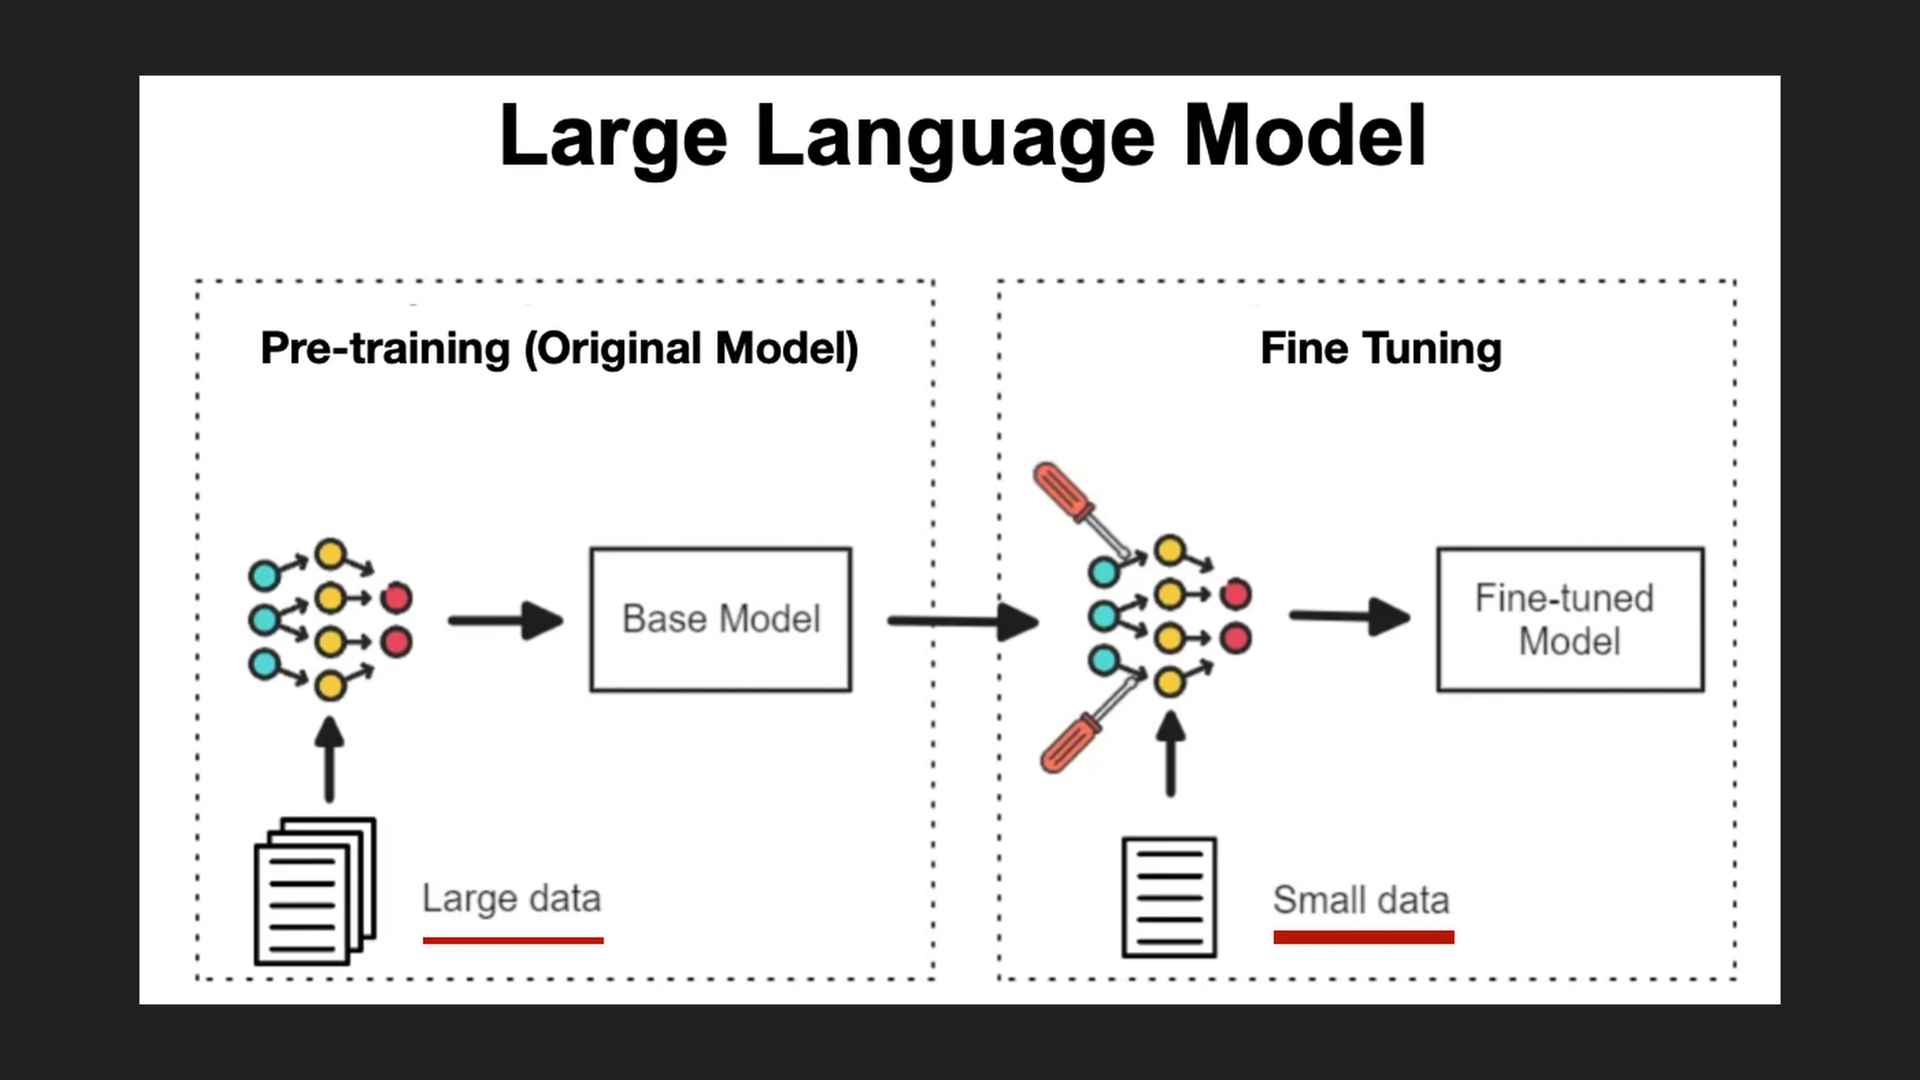 Large Language Model
Pre-training (Original Model)
Fine Tuning
Base Model
Fine-tuned
Model
Large data
Small data